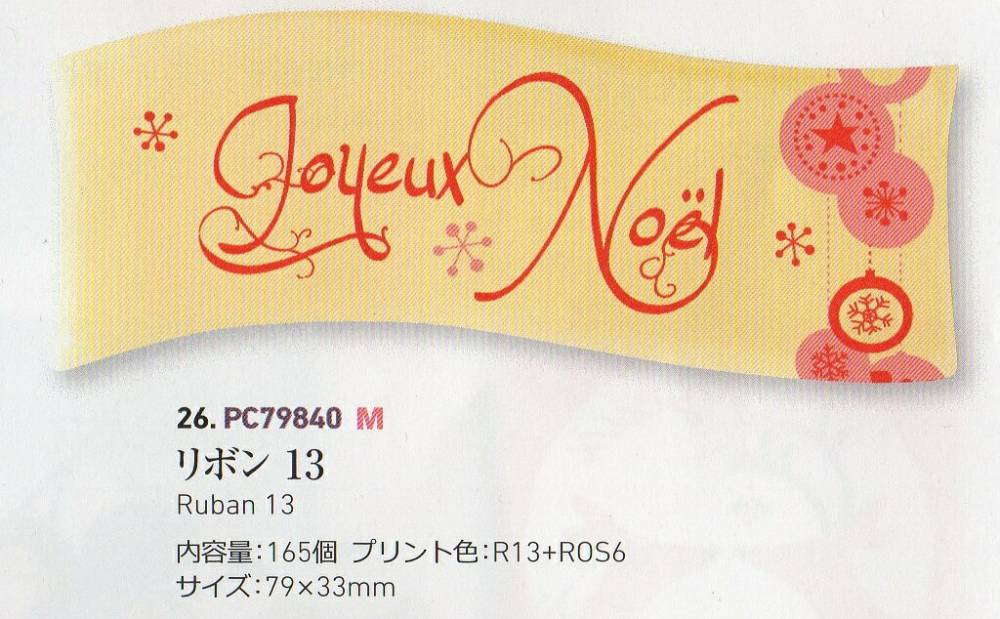 Joyeux Noël
26. PC79840 M
リボン 13
Ruban 13
内容量:165個 プリント色:R13+ROS6
サイズ:79×33mm